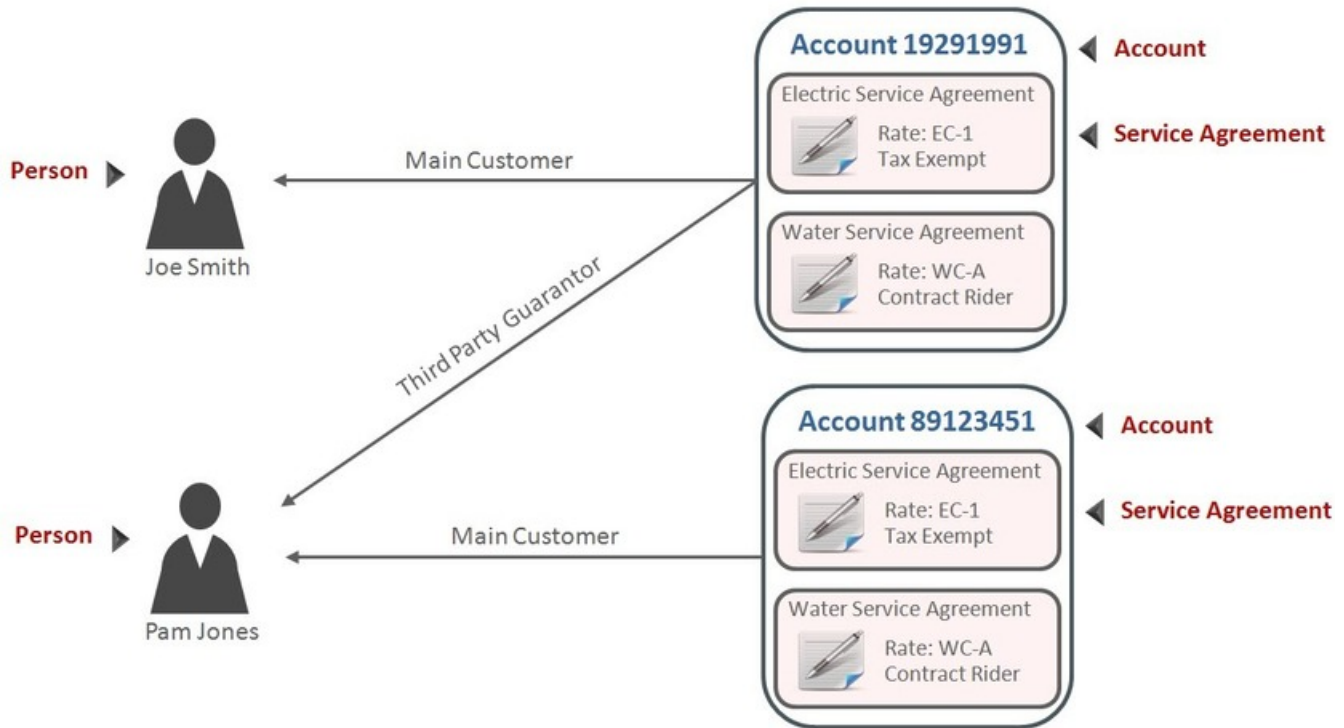 Account 19291991
Account
Electric Service Agreement
Rate: EC-1
Tax Exempt
Service Agreement
Main Customer
Person
Joe Smith
Water Service Agreement
Rate: WC-A
Contract Rider
Third Party Guarantor
Account 89123451
Account
Electric Service Agreement
Rate: EC-1
Tax Exempt
Service Agreement
Main Customer
Person
Pam Jones
Water Service Agreement
Rate: WC-A
Contract Rider